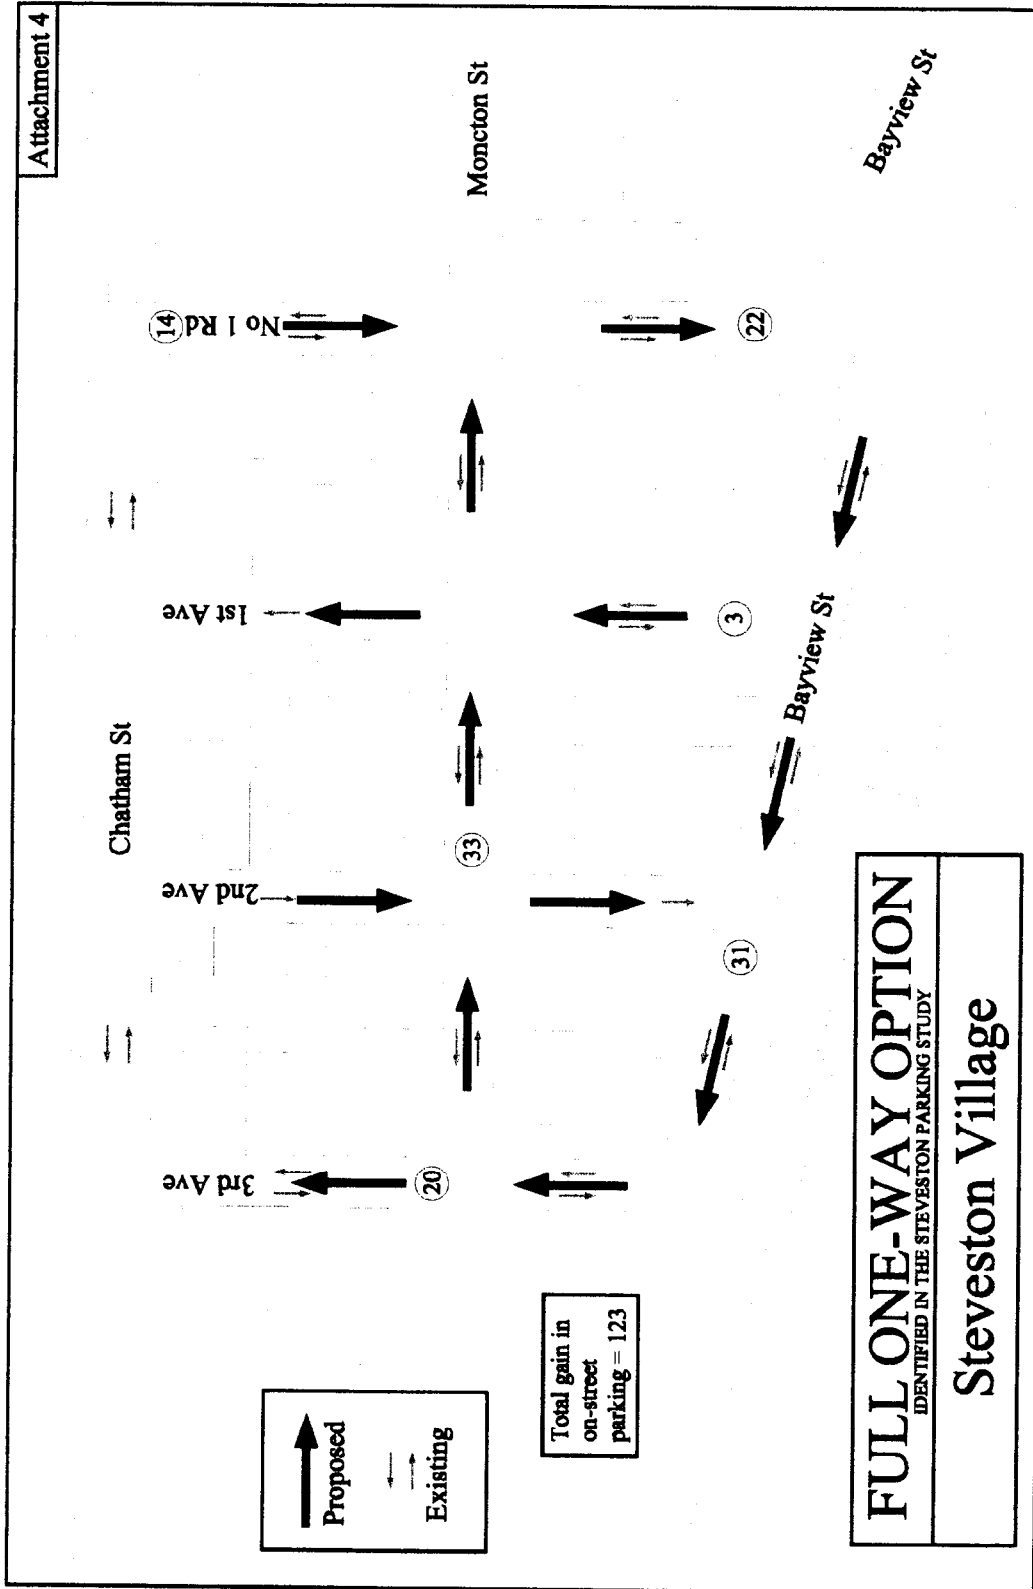 Attachment 4
Chatham St
3rd Ave
2nd Ave
1st Ave
No 1 Rd
14
Moncton St
20
33
31
3
22
Bayview St
Bayview St
Proposed
Existing
Total gain in
on-street
parking = 123
FULL ONE-WAY OPTION
IDENTIFIED IN THE STEVESTON PARKING STUDY
Steveston Village